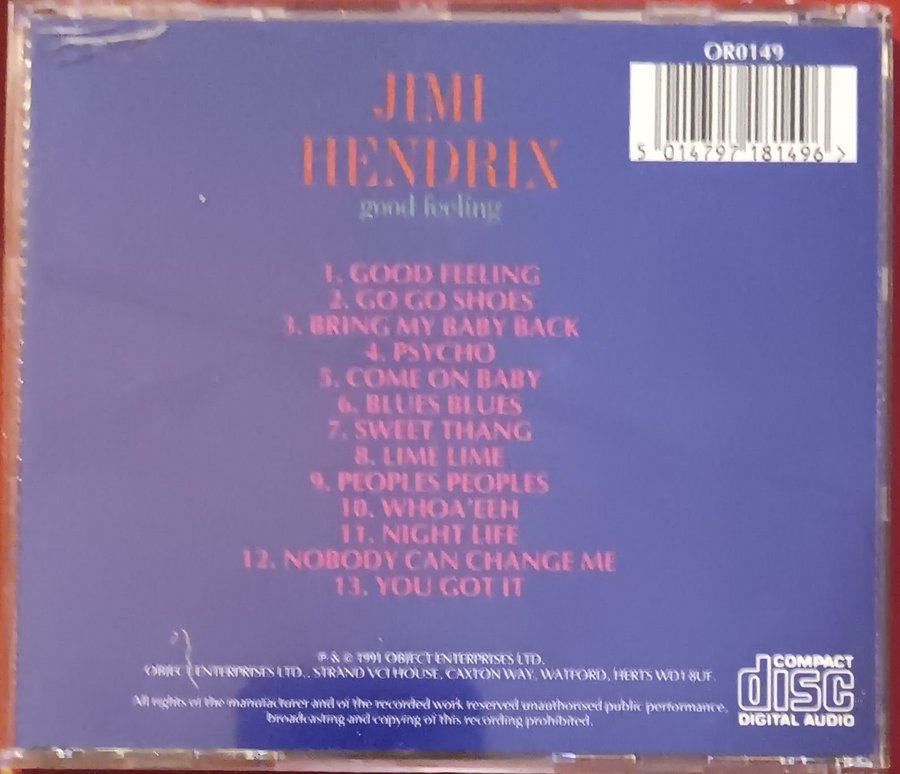 OR0149
5 014797 181496 >
JIMI
HENDRIX
good feeling
1. GOOD FEELING
2. GO GO SHOES
3. BRING MY BABY BACK
4. PSYCHO
5. COME ON BABY
6. BLUES BLUES
7. SWEET THANG
8. LIME LIME
9. PEOPLES PEOPLES
10. WHOA'EEH
11. NIGHT LIFE
12. NOBODY CAN CHANGE ME
13. YOU GOT IT
℗ & © 1991 OBJECT ENTERPRISES LTD.
OBJECT ENTERPRISES LTD., STRAND VCI HOUSE, CAXTON WAY, WATFORD, HERTS WD1 8UF.
All rights of the manufacturer and of the recorded work reserved unauthorised public performance,
broadcasting and copying of this recording prohibited.
COMPACT
disc
DIGITAL AUDIO